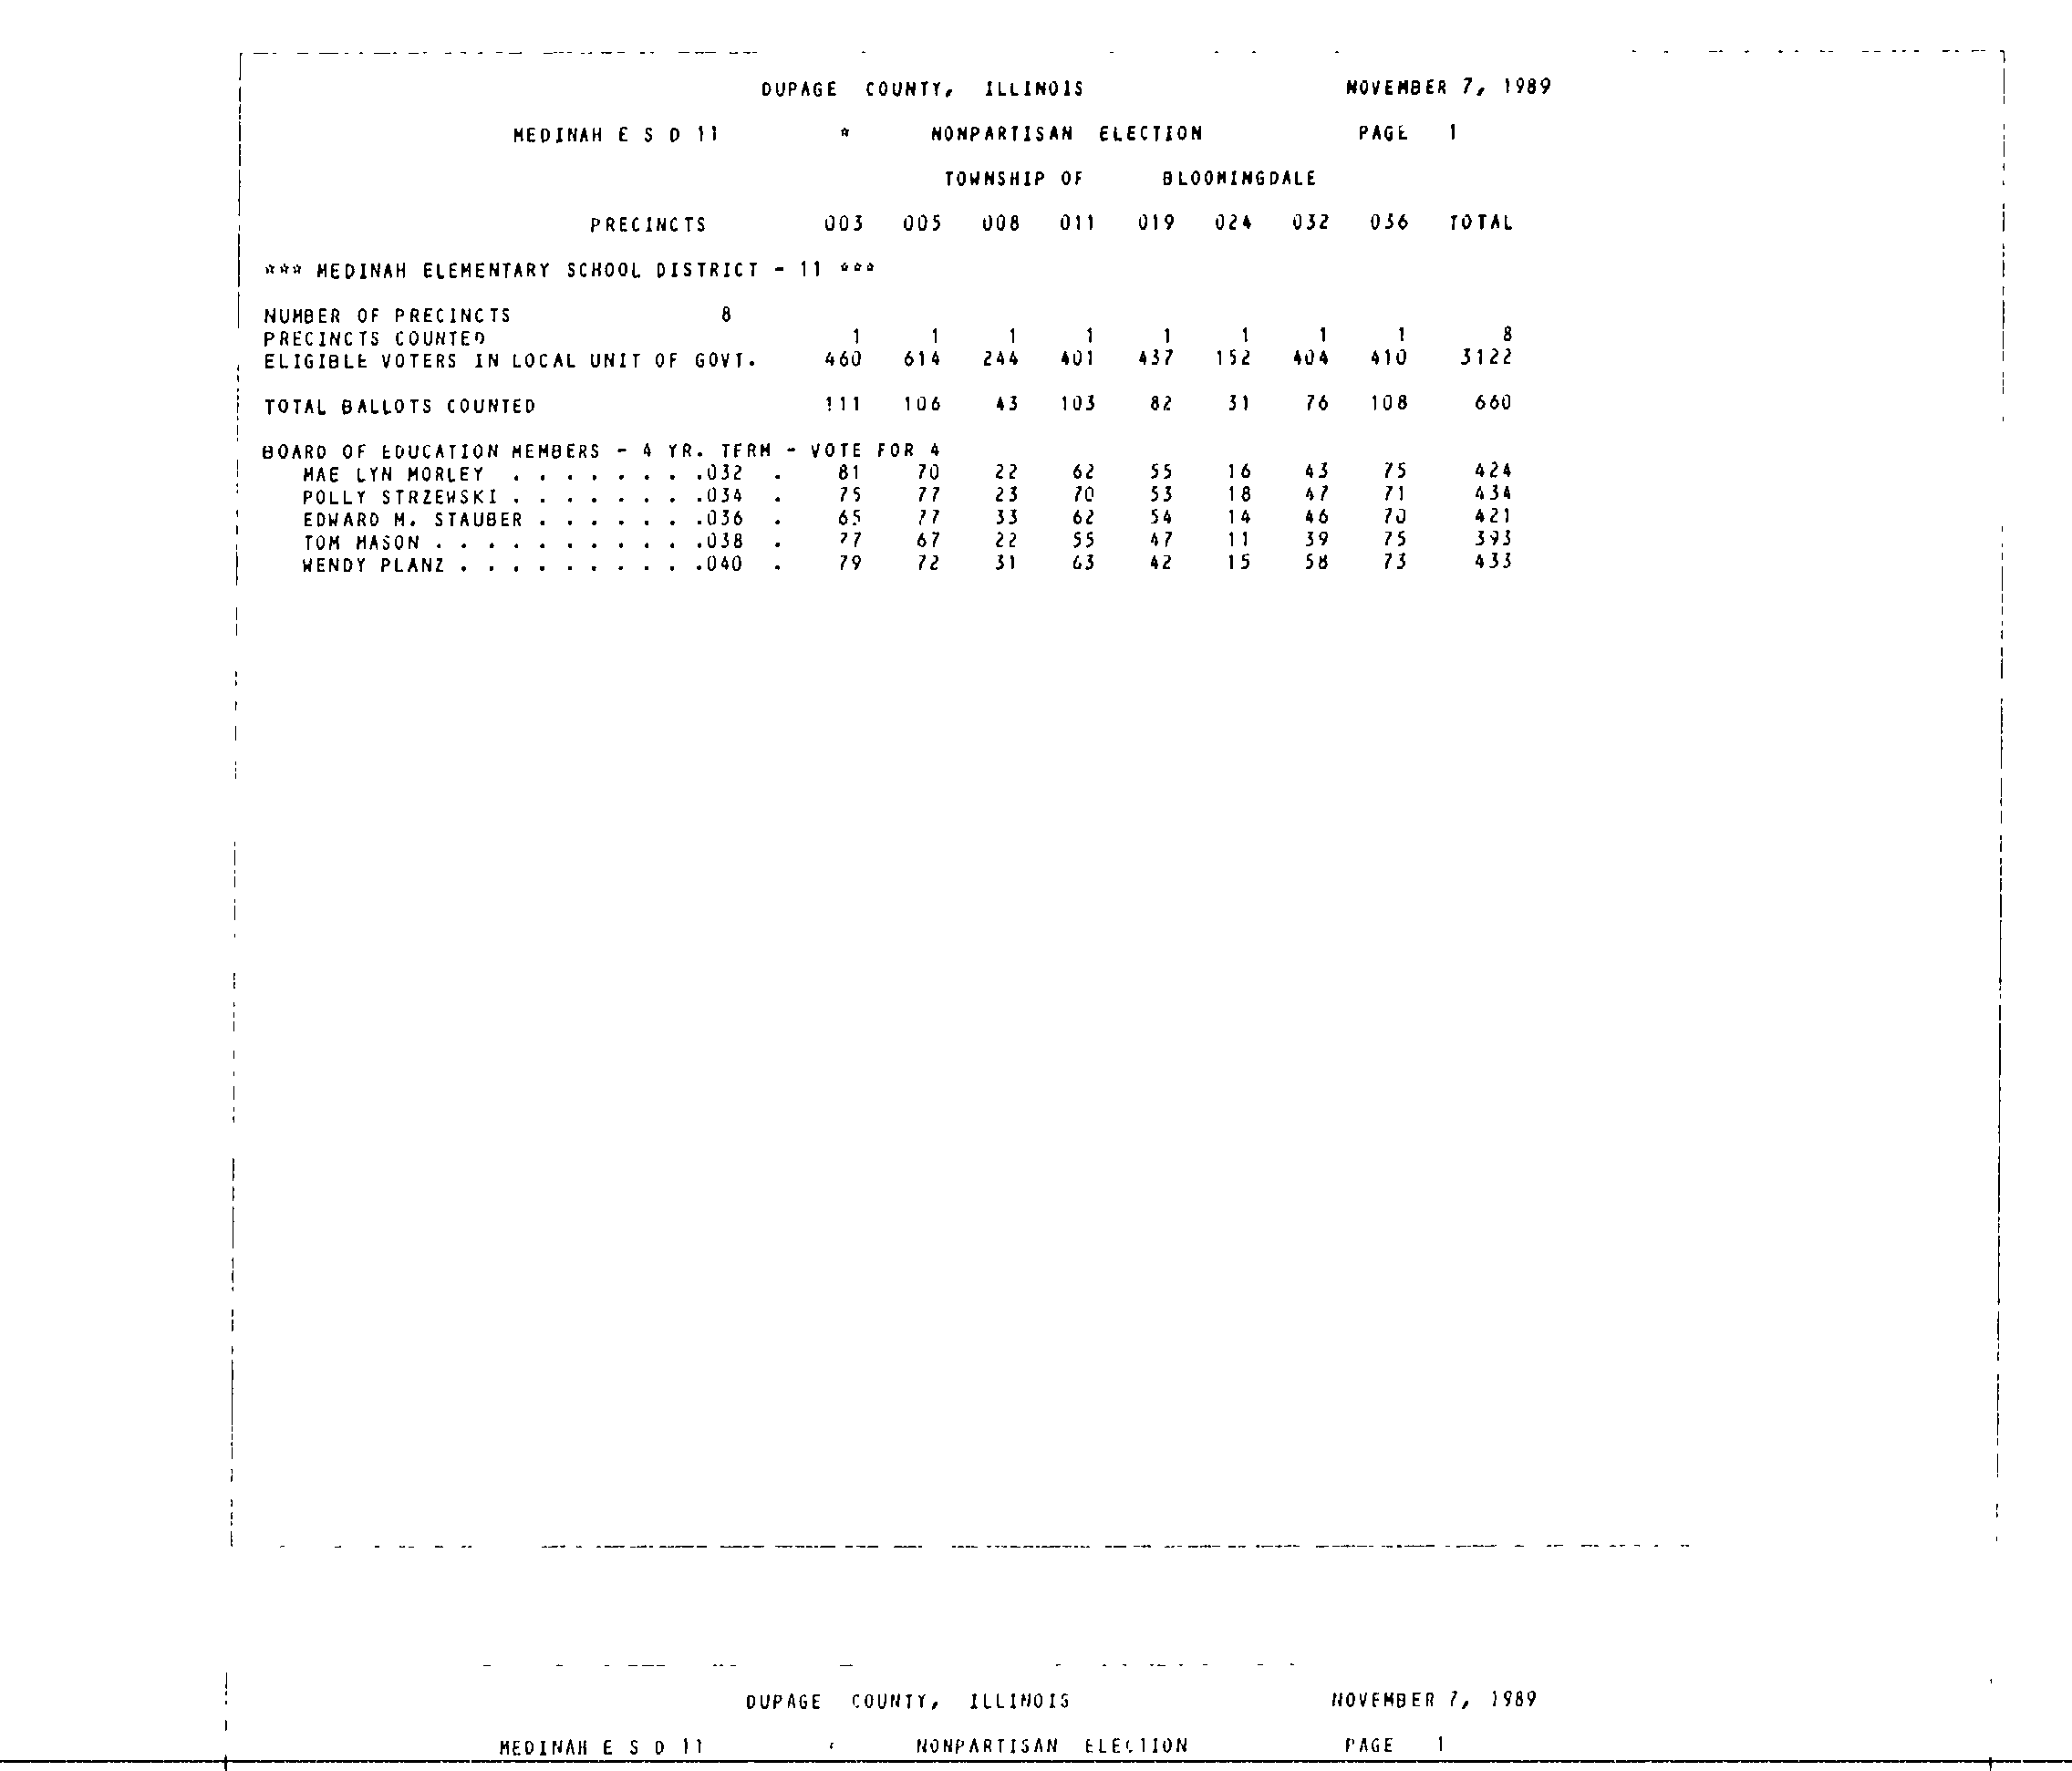 DUPAGE COUNTY, ILLINOIS NOVEMBER 7, 1989
MEDINAH E S D 11 * NONPARTISAN ELECTION PAGE 1
TOWNSHIP OF BLOOMINGDALE
PRECINCTS 003 005 008 011 019 024 032 036 TOTAL
*** MEDINAH ELEMENTARY SCHOOL DISTRICT - 11 ***
NUMBER OF PRECINCTS 8
PRECINCTS COUNTED 1 1 1 1 1 1 1 1 8
ELIGIBLE VOTERS IN LOCAL UNIT OF GOVT. 460 614 244 401 437 152 404 410 3122
TOTAL BALLOTS COUNTED 111 106 43 103 82 31 76 108 660
BOARD OF EDUCATION MEMBERS - 4 YR. TERM - VOTE FOR 4
MAE LYN MORLEY . . . . . . . .032 . 81 70 22 62 55 16 43 75 424
POLLY STRZEWSKI . . . . . . . .034 . 75 77 23 70 53 18 47 71 434
EDWARD M. STAUBER . . . . . . .036 . 65 77 33 62 54 14 46 70 421
TOM MASON . . . . . . . . . . .038 . 77 67 22 55 47 11 39 75 393
WENDY PLANZ . . . . . . . . . .040 . 79 72 31 63 42 15 58 73 433
DUPAGE COUNTY, ILLINOIS NOVEMBER 7, 1989
MEDINAH E S D 11 * NONPARTISAN ELECTION PAGE 1